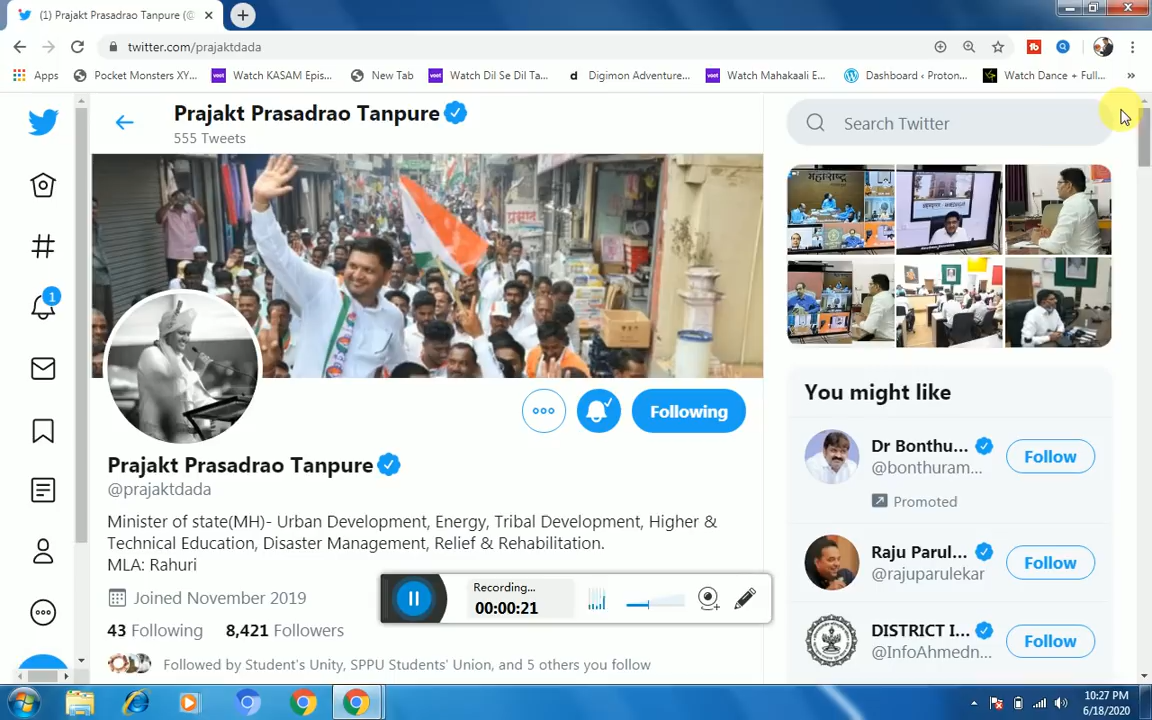 (1) Prajakt Prasadrao Tanpure (@
twitter.com/prajaktdada
Apps
Pocket Monsters XY...
Watch KASAM Epis...
New Tab
Watch Dil Se Dil Ta...
Digimon Adventure...
Watch Mahakaali E...
Dashboard ‹ Proton...
Watch Dance + Full...
»
Prajakt Prasadrao Tanpure
555 Tweets
Search Twitter
महाराष्ट्र
1
Following
You might like
Dr Bonthu...
@bonthuram...
Follow
Promoted
Prajakt Prasadrao Tanpure
@prajaktdada
Minister of state(MH)- Urban Development, Energy, Tribal Development, Higher &
Technical Education, Disaster Management, Relief & Rehabilitation.
MLA: Rahuri
Joined November 2019
43 Following 8,421 Followers
Followed by Student's Unity, SPPU Students' Union, and 5 others you follow
Raju Parul...
@rajuparulekar
Follow
DISTRICT I...
@InfoAhmedn...
Follow
Recording...
00:00:21
10:27 PM
6/18/2020